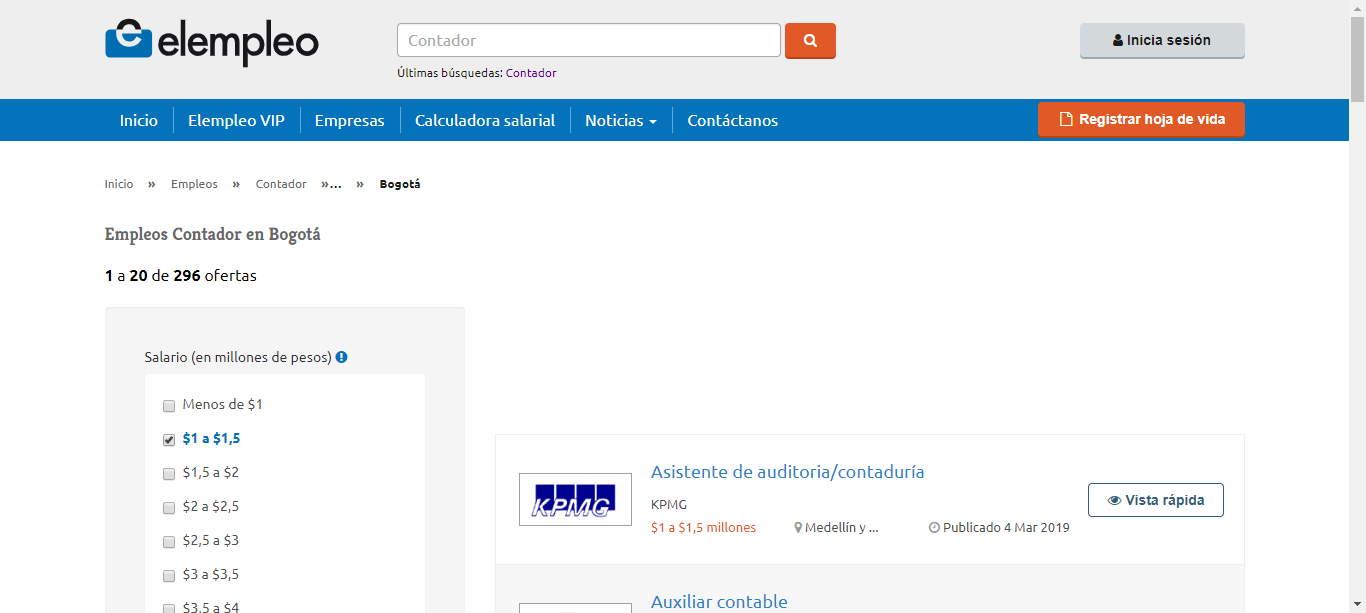 elempleo
Contador
Últimas búsquedas: Contador
Inicia sesión
Inicio Elempleo VIP Empresas Calculadora salarial Noticias Contáctanos
Registrar hoja de vida
Inicio » Empleos » Contador »... » Bogotá
Empleos Contador en Bogotá
1 a 20 de 296 ofertas
Salario (en millones de pesos)
Menos de $1
$1 a $1,5
$1,5 a $2
$2 a $2,5
$2,5 a $3
$3 a $3,5
$3,5 a $4
KPMG
Asistente de auditoria/contaduría
KPMG
$1 a $1,5 millones Medellín y ... Publicado 4 Mar 2019
Vista rápida
Auxiliar contable